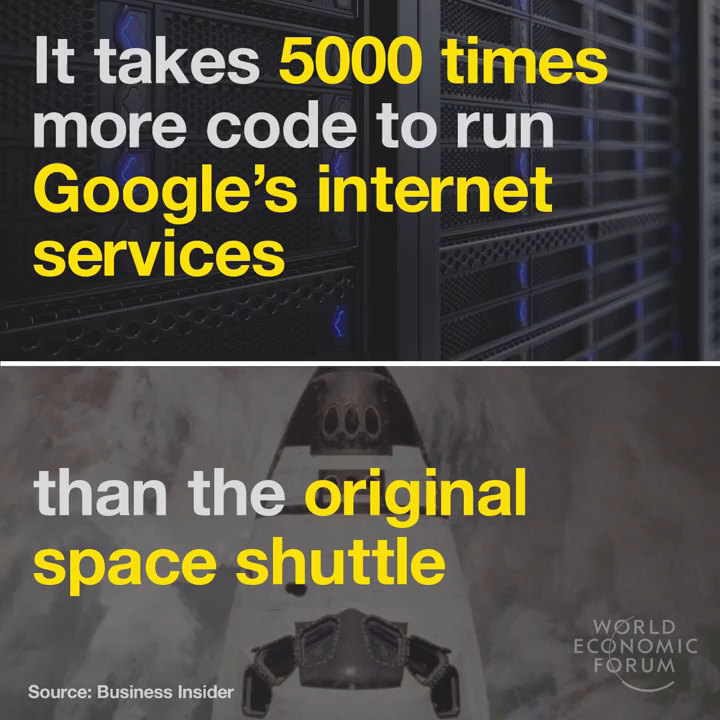 It takes 5000 times
more code to run
Google’s internet
services
than the original
space shuttle
WORLD
ECONOMIC
FORUM
Source: Business Insider